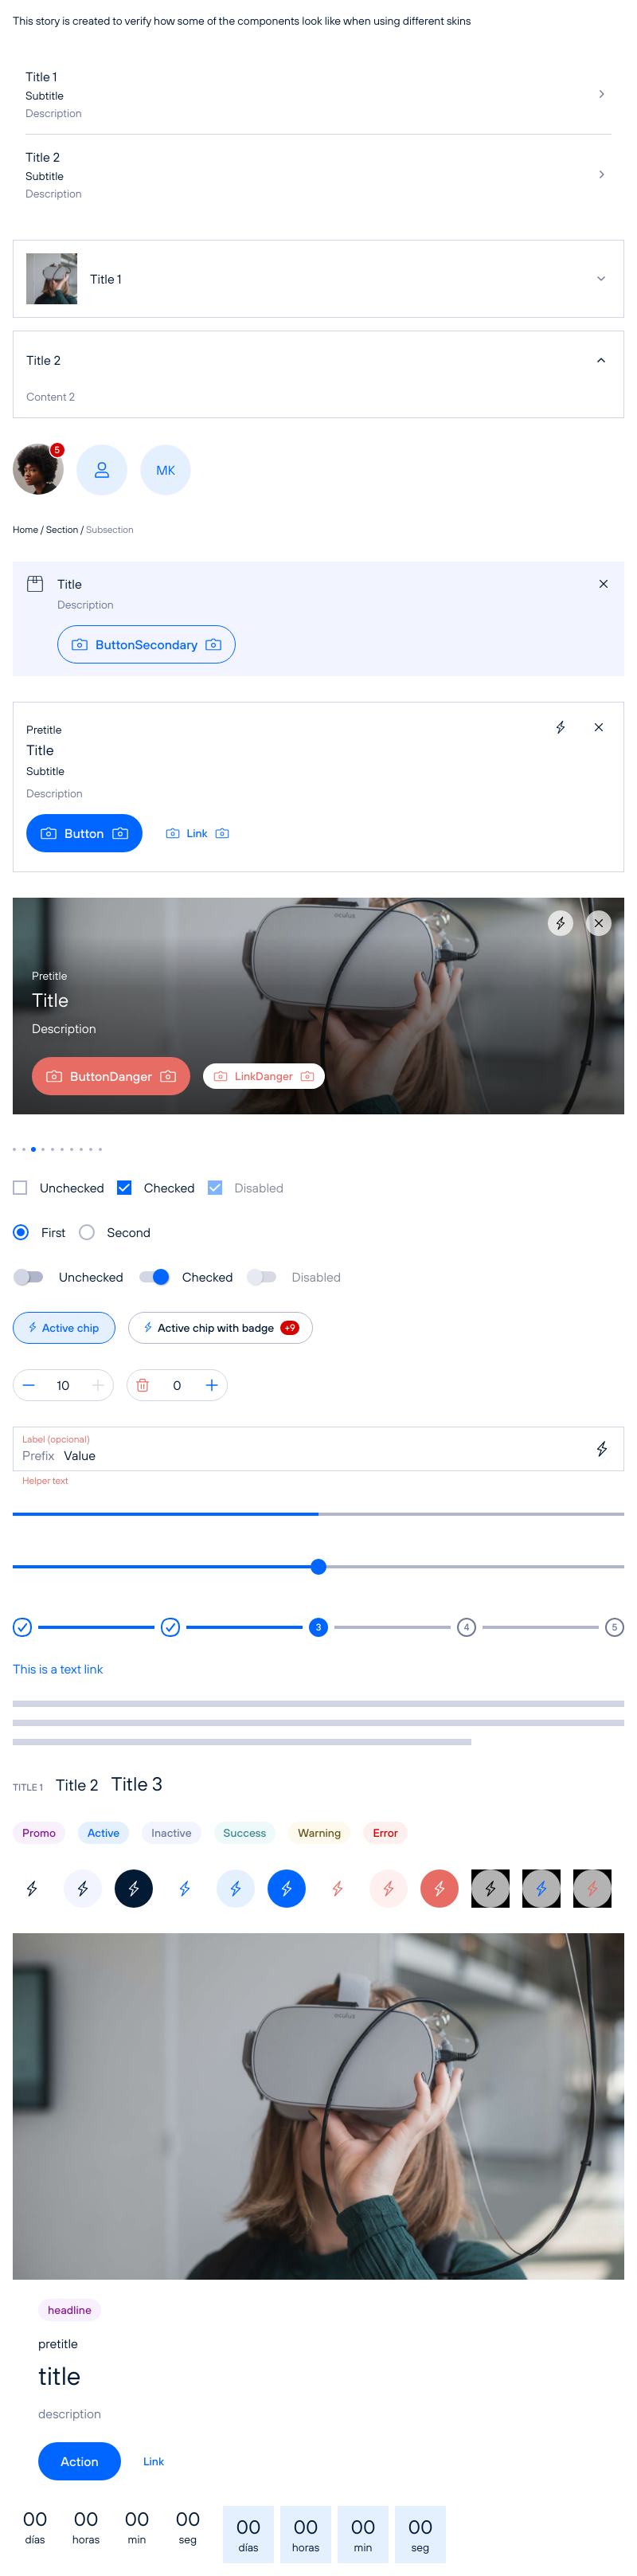 This story is created to verify how some of the components look like when using different skins
Title 1
Subtitle
Description
Title 2
Subtitle
Description
Title 1
Title 2
Content 2
5
MK
Home / Section / Subsection
Title
Description
ButtonSecondary
Pretitle
Title
Subtitle
Description
Button Link
oculus
Pretitle
Title
Description
ButtonDanger LinkDanger
Unchecked Checked Disabled
First Second
Unchecked Checked Disabled
Active chip Active chip with badge +9
10 0
Label (opcional)
Prefix Value
Helper text
3 4 5
This is a text link
TITLE 1 Title 2 Title 3
Promo Active Inactive Success Warning Error
oculus
headline
pretitle
title
description
Action Link
00 00 00 00 00 00 00 00
días horas min seg días horas min seg